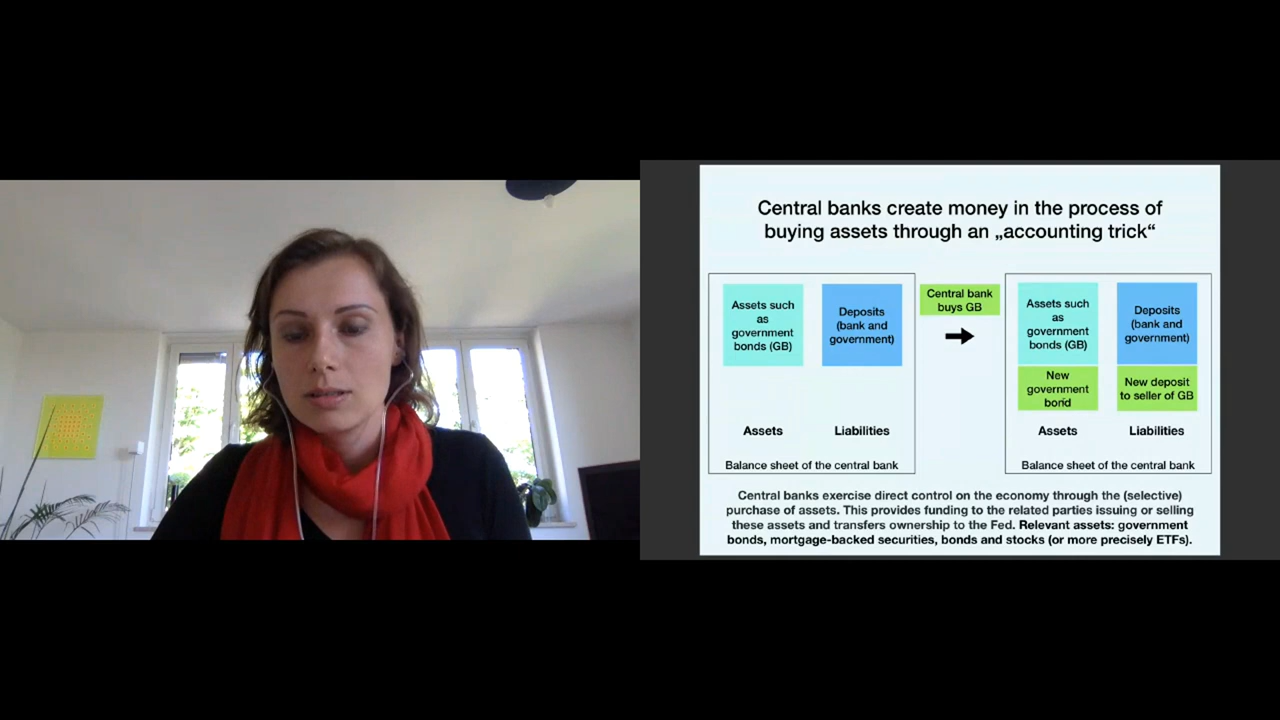 Central banks create money in the process of
buying assets through an „accounting trick“
Assets such
as
government
bonds (GB)
Deposits
(bank and
government)
Assets
Liabilities
Balance sheet of the central bank
Central bank
buys GB
Assets such
as
government
bonds (GB)
Deposits
(bank and
government)
New
government
bond
New deposit
to seller of GB
Assets
Liabilities
Balance sheet of the central bank
Central banks exercise direct control on the economy through the (selective)
purchase of assets. This provides funding to the related parties issuing or selling
these assets and transfers ownership to the Fed. Relevant assets: government
bonds, mortgage-backed securities, bonds and stocks (or more precisely ETFs).